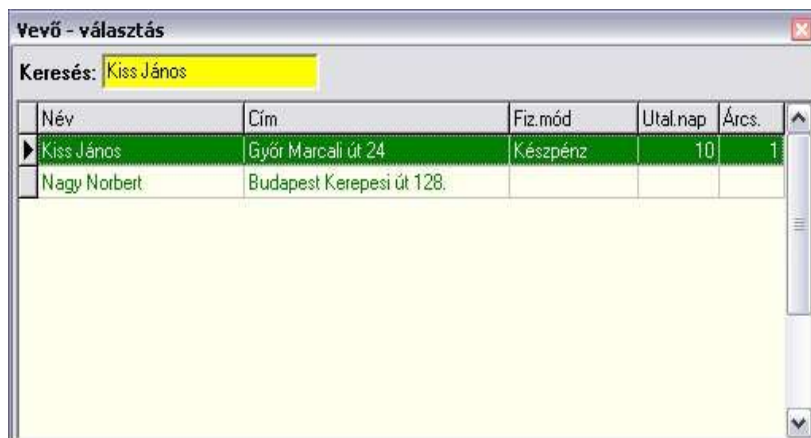 Vevő - választás
Keresés: Kiss János
Név Cím Fiz.mód Utal.nap Árcs.
Kiss János Győr Marcali út 24 Készpénz 10 1
Nagy Norbert Budapest Kerepesi út 128.